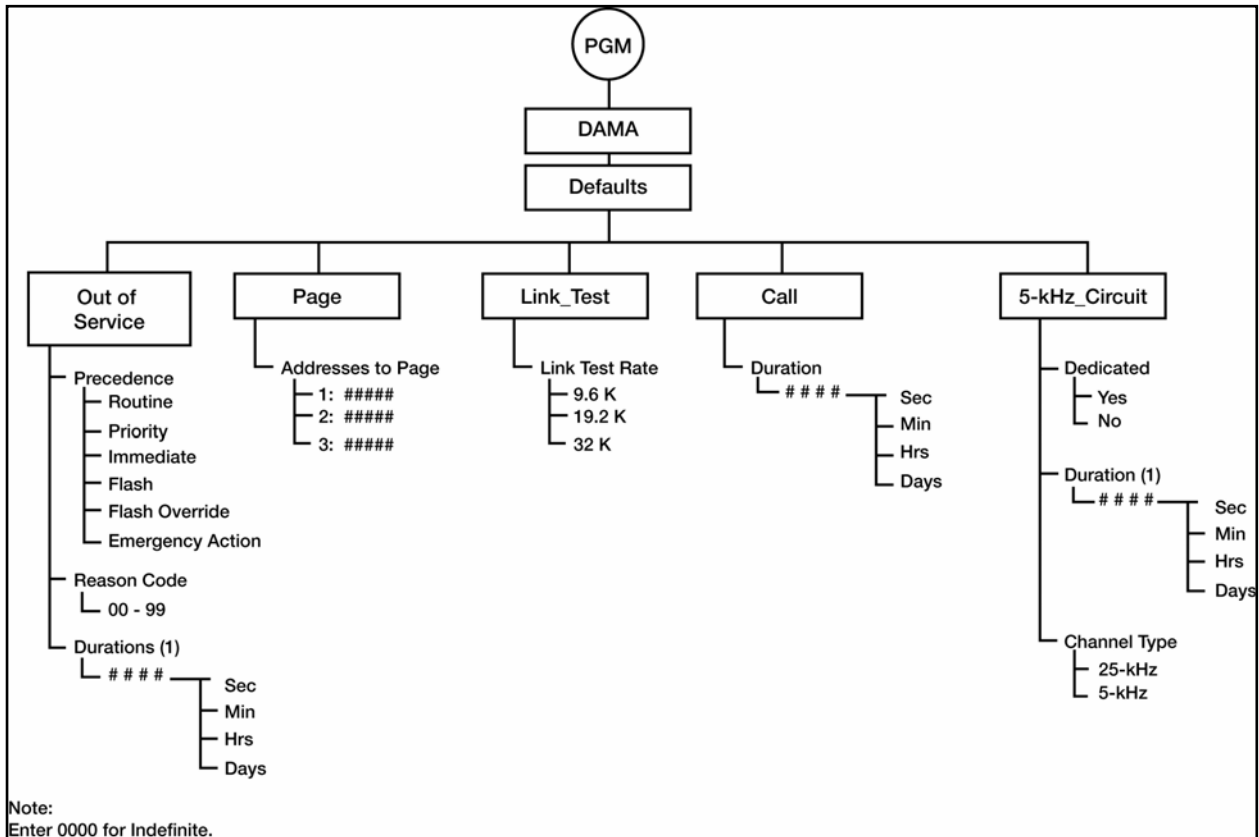 PGM
DAMA
Defaults
Out of
Service
Precedence
Routine
Priority
Immediate
Flash
Flash Override
Emergency Action
Reason Code
00 - 99
Durations (1)
# # # #
Sec
Min
Hrs
Days
Page
Addresses to Page
1: #####
2: #####
3: #####
Link_Test
Link Test Rate
9.6 K
19.2 K
32 K
Call
Duration
# # # #
Sec
Min
Hrs
Days
5-kHz_Circuit
Dedicated
Yes
No
Duration (1)
# # # #
Sec
Min
Hrs
Days
Channel Type
25-kHz
5-kHz
Note:
Enter 0000 for Indefinite.